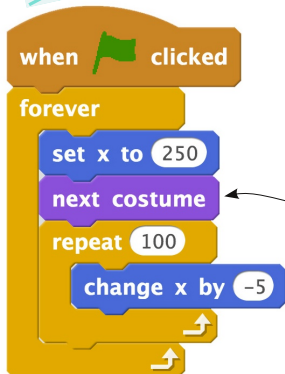 when clicked
forever
set x to 250
next costume
repeat 100
change x by -5